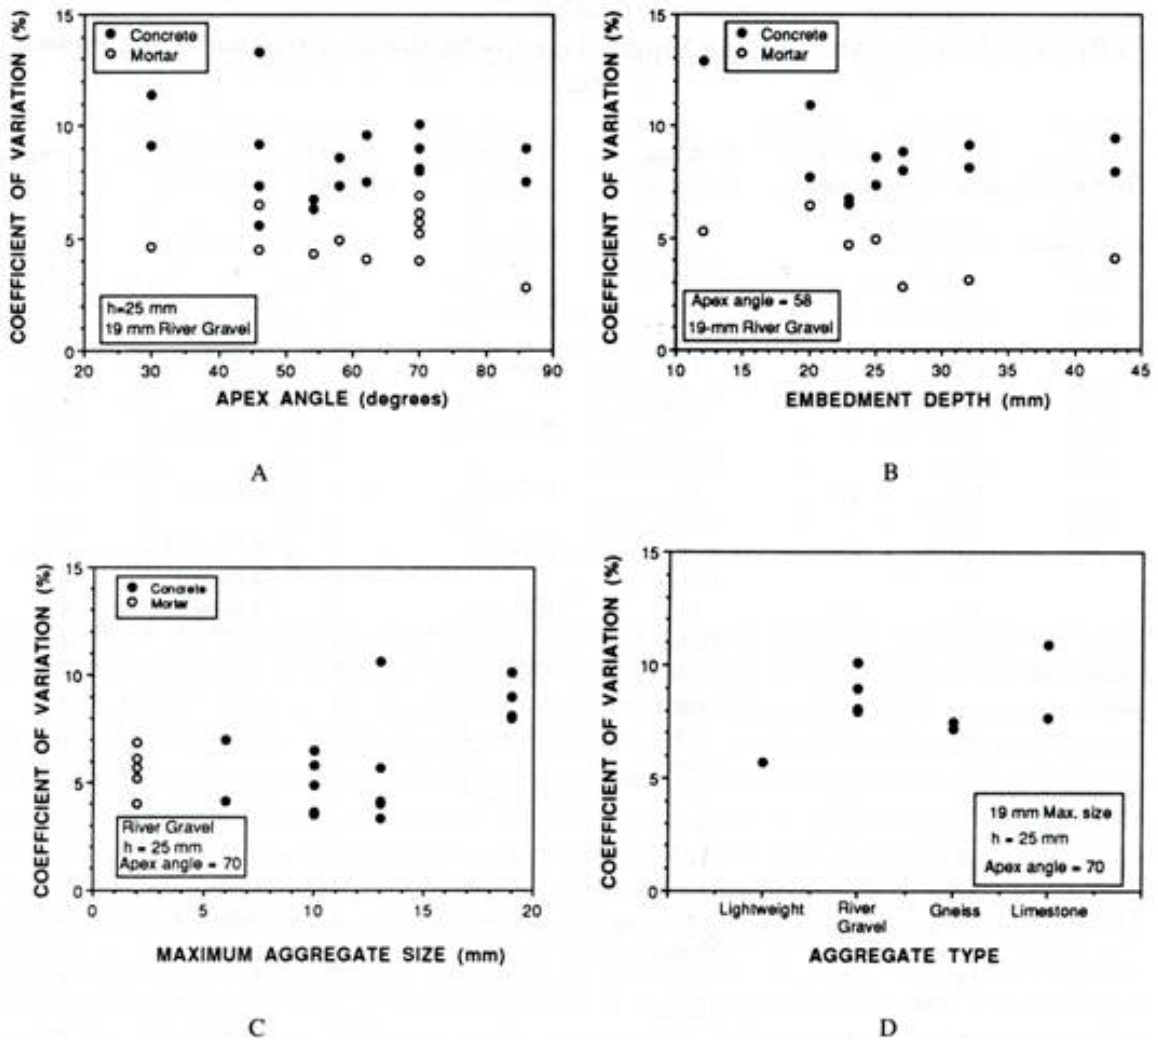 COEFFICIENT OF VARIATION (%)
15
10
5
0
Concrete
Mortar
h=25 mm
19 mm River Gravel
20 30 40 50 60 70 80 90
APEX ANGLE (degrees)
A
COEFFICIENT OF VARIATION (%)
15
10
5
0
Concrete
Mortar
Apex angle = 58
19-mm River Gravel
10 15 20 25 30 35 40 45
EMBEDMENT DEPTH (mm)
B
COEFFICIENT OF VARIATION (%)
15
10
5
0
Concrete
Mortar
River Gravel
h = 25 mm
Apex angle = 70
0 5 10 15 20
MAXIMUM AGGREGATE SIZE (mm)
C
COEFFICIENT OF VARIATION (%)
15
10
5
0
19 mm Max. size
h = 25 mm
Apex angle = 70
Lightweight River Gneiss Limestone
Gravel
AGGREGATE TYPE
D